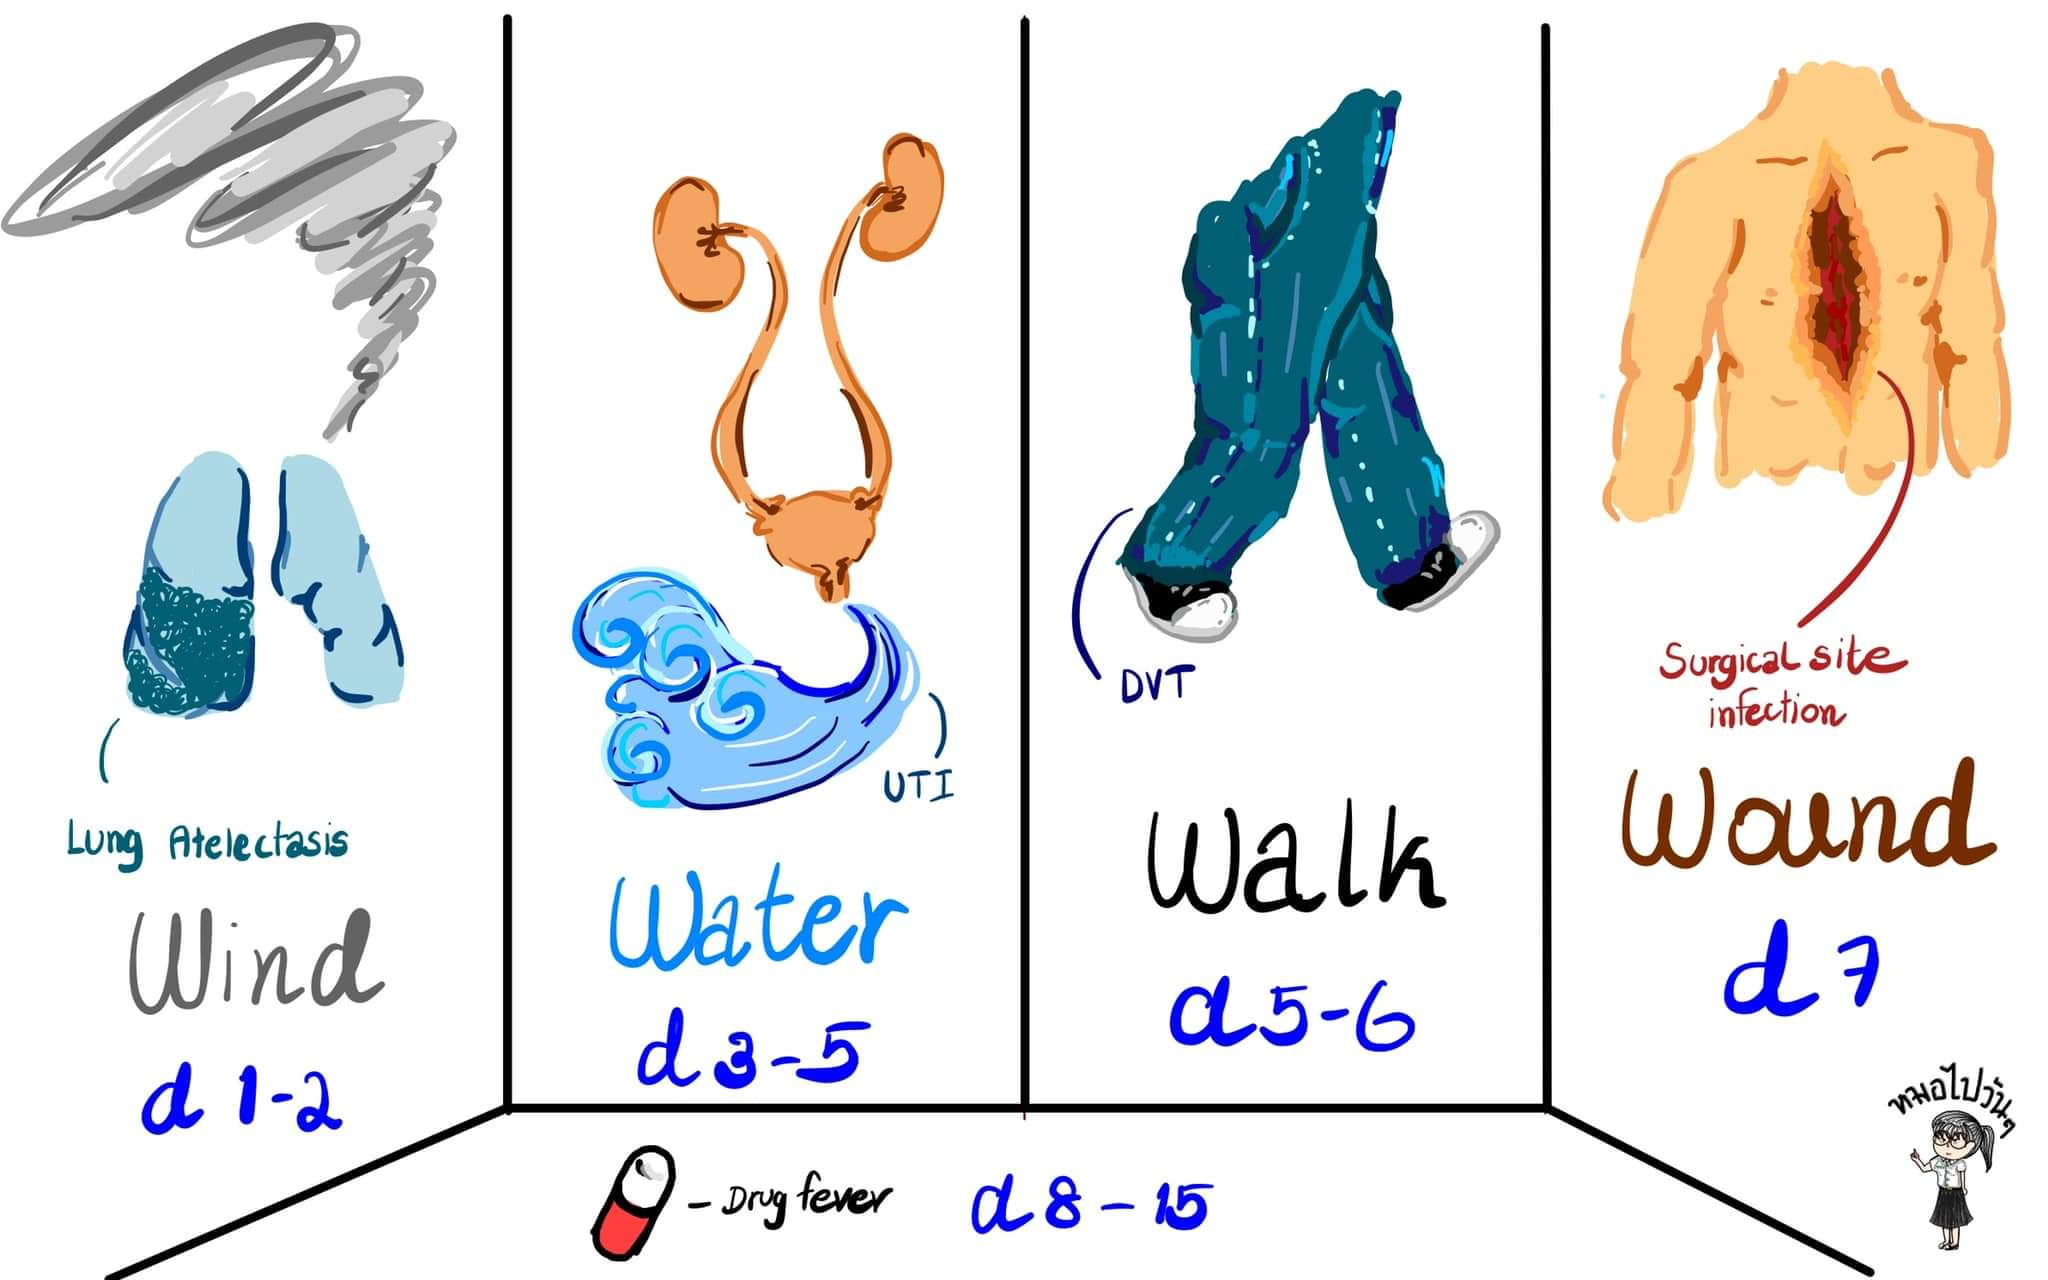 Lung Atelectasis
Wind
d 1-2
UTI
Water
d 3-5
DVT
Walk
d 5-6
Surgical site
infection
Wound
d 7
- Drug fever d 8-15
หมอไปวันๆ